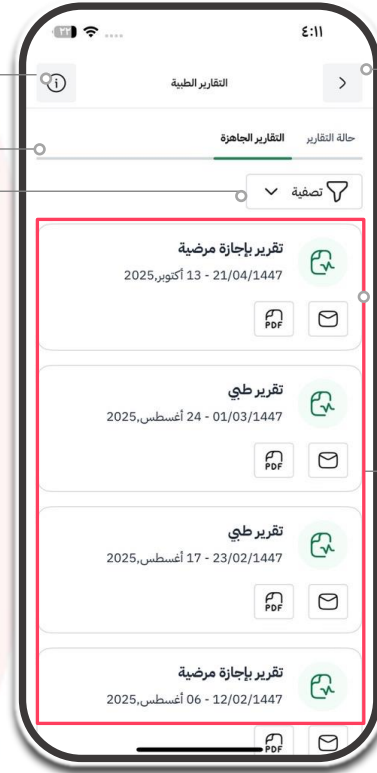 ٤:١١
٢٢
التقارير الطبية
حالة التقارير
التقارير الجاهزة
تصفية
تقرير بإجازة مرضية
21/04/1447 - 13 أكتوبر,2025
PDF
تقرير طبي
01/03/1447 - 24 أغسطس,2025
PDF
تقرير طبي
23/02/1447 - 17 أغسطس,2025
PDF
تقرير بإجازة مرضية
12/02/1447 - 06 أغسطس,2025
PDF